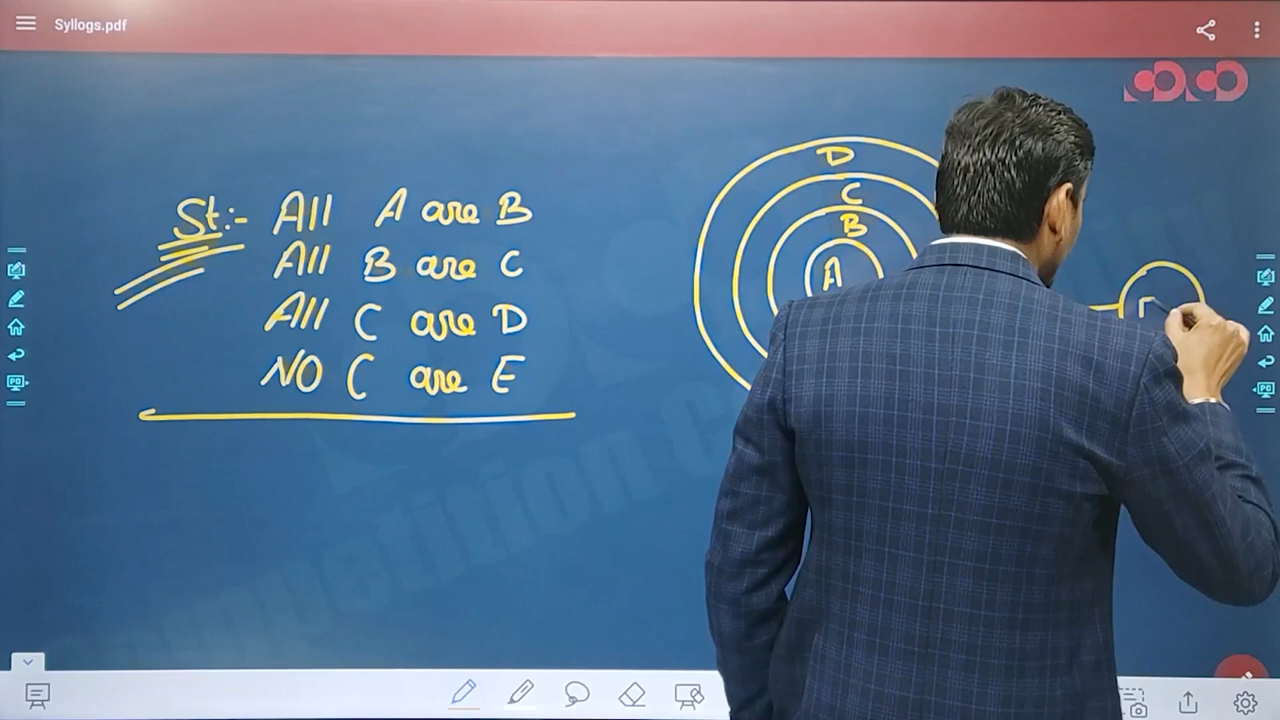 Syllogs.pdf
St:- All A are B
All B are C
All C are D
NO C are E
D
C
B
A